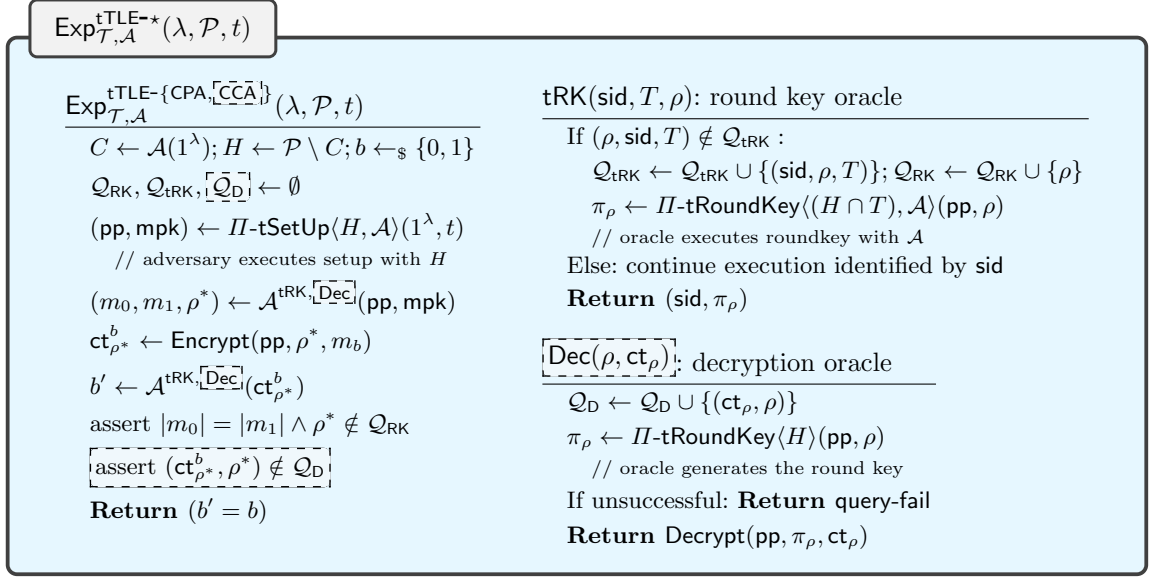 Exp^{tTLE-⋆}_{𝒯,𝒜}(λ, 𝒫, t)
Exp^{tTLE-{CPA,CCA}}_{𝒯,𝒜}(λ, 𝒫, t)
C ← 𝒜(1^λ); H ← 𝒫 \ C; b ←_$ {0, 1}
𝒬_RK, 𝒬_tRK, 𝒬_D ← ∅
(pp, mpk) ← Π-tSetUp⟨H, 𝒜⟩(1^λ, t)
// adversary executes setup with H
(m_0, m_1, ρ*) ← 𝒜^{tRK,Dec}(pp, mpk)
ct^b_{ρ*} ← Encrypt(pp, ρ*, m_b)
b′ ← 𝒜^{tRK,Dec}(ct^b_{ρ*})
assert |m_0| = |m_1| ∧ ρ* ∉ 𝒬_RK
assert (ct^b_{ρ*}, ρ*) ∉ 𝒬_D
Return (b′ = b)
tRK(sid, T, ρ): round key oracle
If (ρ, sid, T) ∉ 𝒬_tRK :
𝒬_tRK ← 𝒬_tRK ∪ {(sid, ρ, T)}; 𝒬_RK ← 𝒬_RK ∪ {ρ}
π_ρ ← Π-tRoundKey⟨(H ∩ T), 𝒜⟩(pp, ρ)
// oracle executes roundkey with 𝒜
Else: continue execution identified by sid
Return (sid, π_ρ)
Dec(ρ, ct_ρ): decryption oracle
𝒬_D ← 𝒬_D ∪ {(ct_ρ, ρ)}
π_ρ ← Π-tRoundKey⟨H⟩(pp, ρ)
// oracle generates the round key
If unsuccessful: Return query-fail
Return Decrypt(pp, π_ρ, ct_ρ)